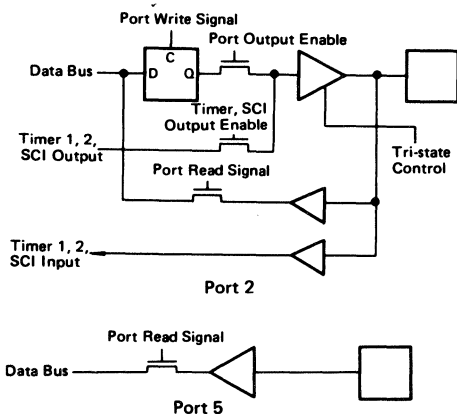 Port Write Signal
Port Output Enable
C
Data Bus
D
Q
Timer, SCI
Output Enable
Timer 1, 2,
SCI Output
Tri-state
Control
Port Read Signal
Timer 1, 2,
SCI Input
Port 2
Port Read Signal
Data Bus
Port 5